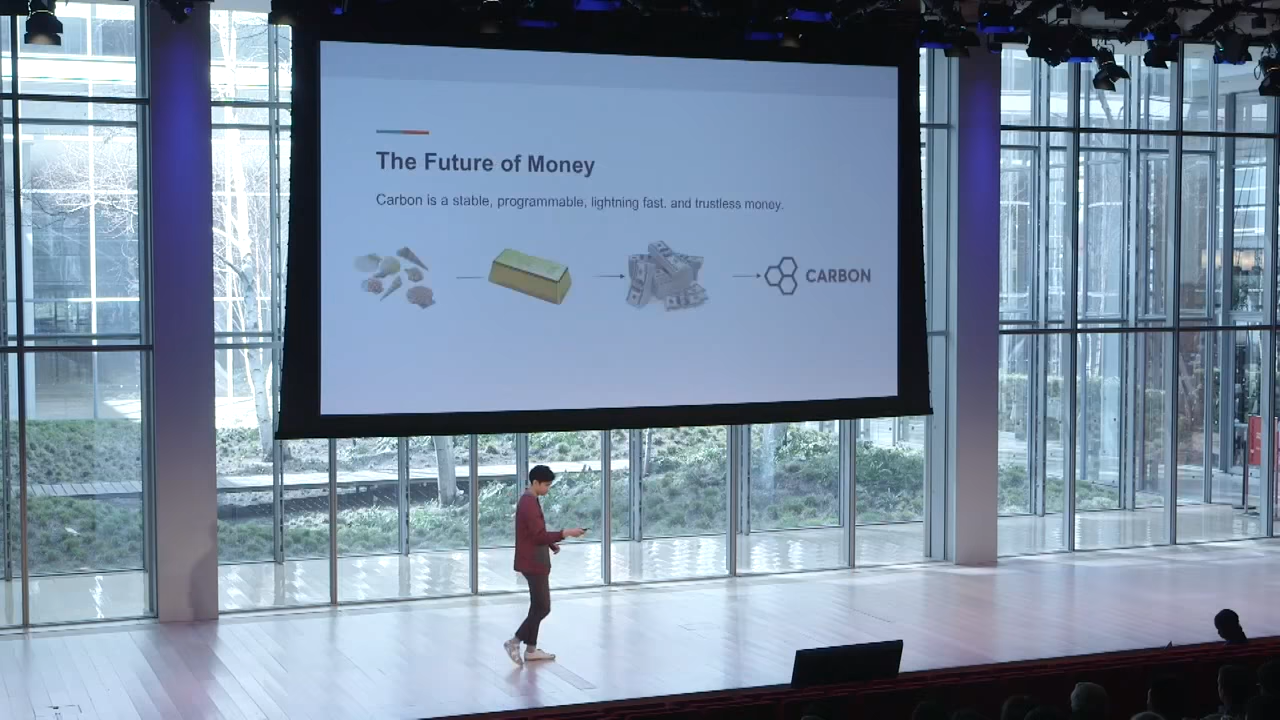 The Future of Money
Carbon is a stable, programmable, lightning fast. and trustless money.
CARBON